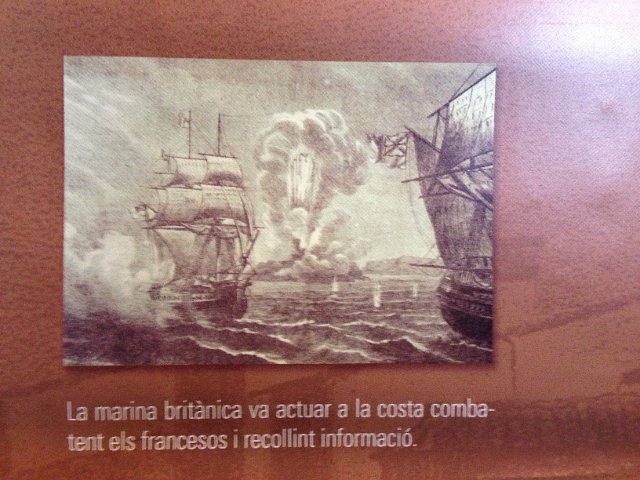 La marina britànica va actuar a la costa comba-
tent els francesos i recollint informació.